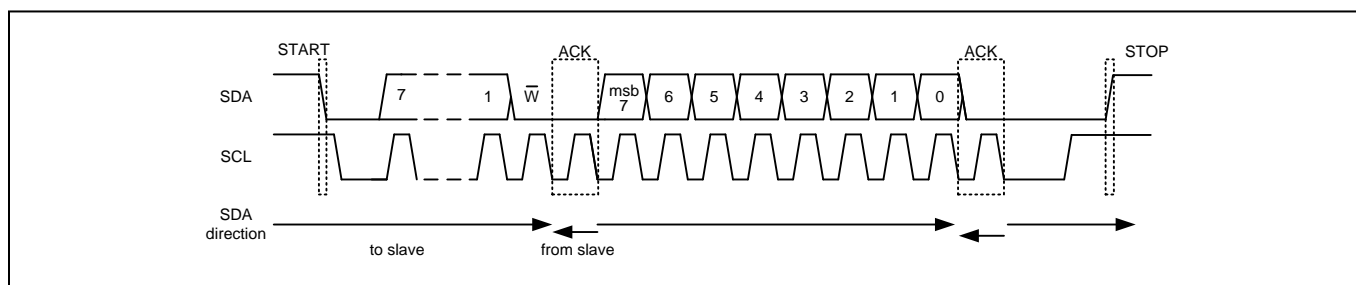 START ACK ACK STOP
SDA 7 1 W̅ msb 7 6 5 4 3 2 1 0
SCL
SDA direction
to slave from slave